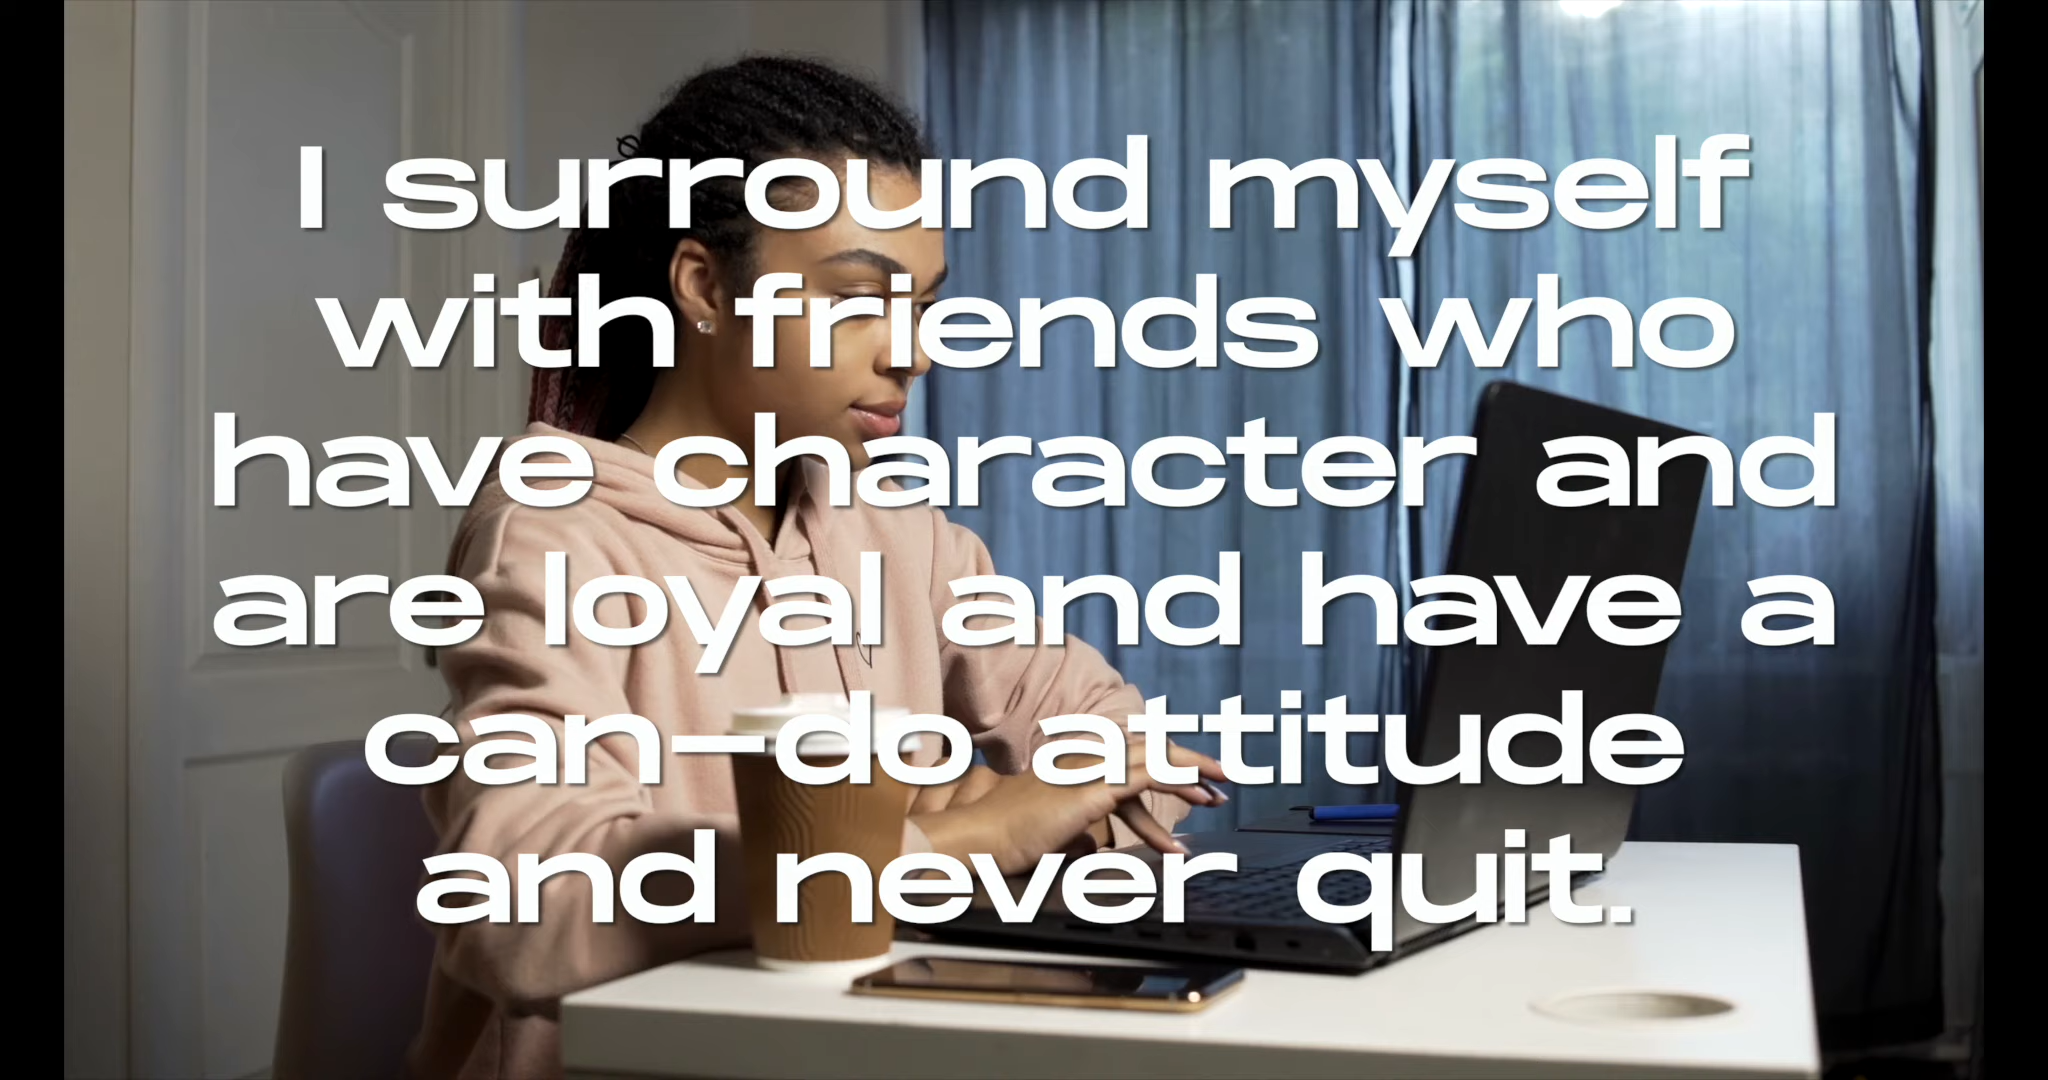 I surround myself
with friends who
have character and
are loyal and have a
can-do attitude
and never quit.